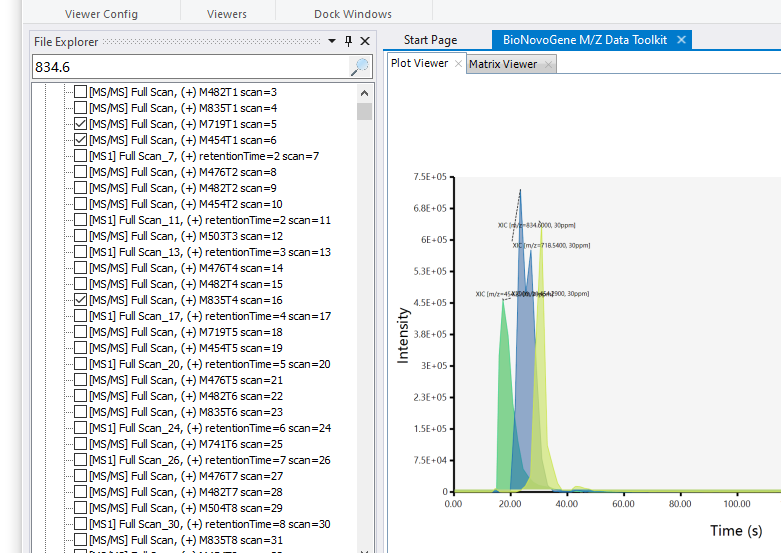 Viewer Config
Viewers
Dock Windows
File Explorer
834.6
[MS/MS] Full Scan, (+) M482T1 scan=3
[MS/MS] Full Scan, (+) M835T1 scan=4
[MS/MS] Full Scan, (+) M719T1 scan=5
[MS/MS] Full Scan, (+) M454T1 scan=6
[MS1] Full Scan_7, (+) retentionTime=2 scan=7
[MS/MS] Full Scan, (+) M476T2 scan=8
[MS/MS] Full Scan, (+) M482T2 scan=9
[MS/MS] Full Scan, (+) M454T2 scan=10
[MS1] Full Scan_11, (+) retentionTime=2 scan=11
[MS/MS] Full Scan, (+) M503T3 scan=12
[MS1] Full Scan_13, (+) retentionTime=3 scan=13
[MS/MS] Full Scan, (+) M476T4 scan=14
[MS/MS] Full Scan, (+) M482T4 scan=15
[MS/MS] Full Scan, (+) M835T4 scan=16
[MS1] Full Scan_17, (+) retentionTime=4 scan=17
[MS/MS] Full Scan, (+) M719T5 scan=18
[MS/MS] Full Scan, (+) M454T5 scan=19
[MS1] Full Scan_20, (+) retentionTime=5 scan=20
[MS/MS] Full Scan, (+) M476T5 scan=21
[MS/MS] Full Scan, (+) M482T6 scan=22
[MS/MS] Full Scan, (+) M835T6 scan=23
[MS1] Full Scan_24, (+) retentionTime=6 scan=24
[MS/MS] Full Scan, (+) M741T6 scan=25
[MS1] Full Scan_26, (+) retentionTime=7 scan=26
[MS/MS] Full Scan, (+) M476T7 scan=27
[MS/MS] Full Scan, (+) M482T7 scan=28
[MS/MS] Full Scan, (+) M504T8 scan=29
[MS1] Full Scan_30, (+) retentionTime=8 scan=30
[MS/MS] Full Scan, (+) M835T8 scan=31
Start Page
BioNovoGene M/Z Data Toolkit
Plot Viewer
Matrix Viewer
7.5E+05
6.8E+05
6E+05
5.3E+05
4.5E+05
3.8E+05
3E+05
2.3E+05
1.5E+05
7.5E+04
0
Intensity
XIC [m/z=834.6000, 30ppm]
XIC [m/z=718.5400, 30ppm]
0.00
20.00
40.00
60.00
80.00
100.00
Time (s)